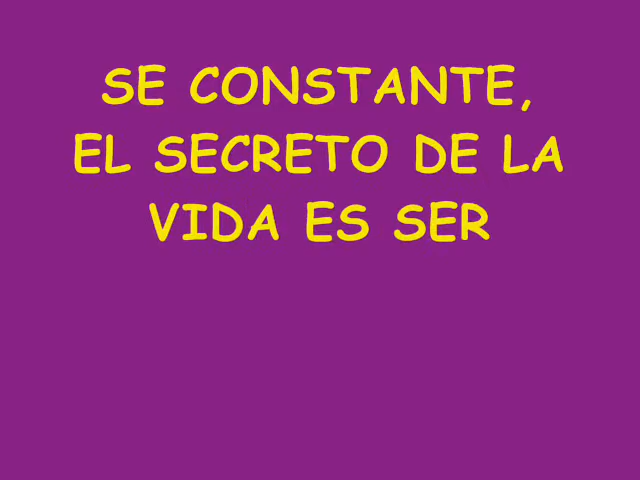 SE CONSTANTE,
EL SECRETO DE LA
VIDA ES SER